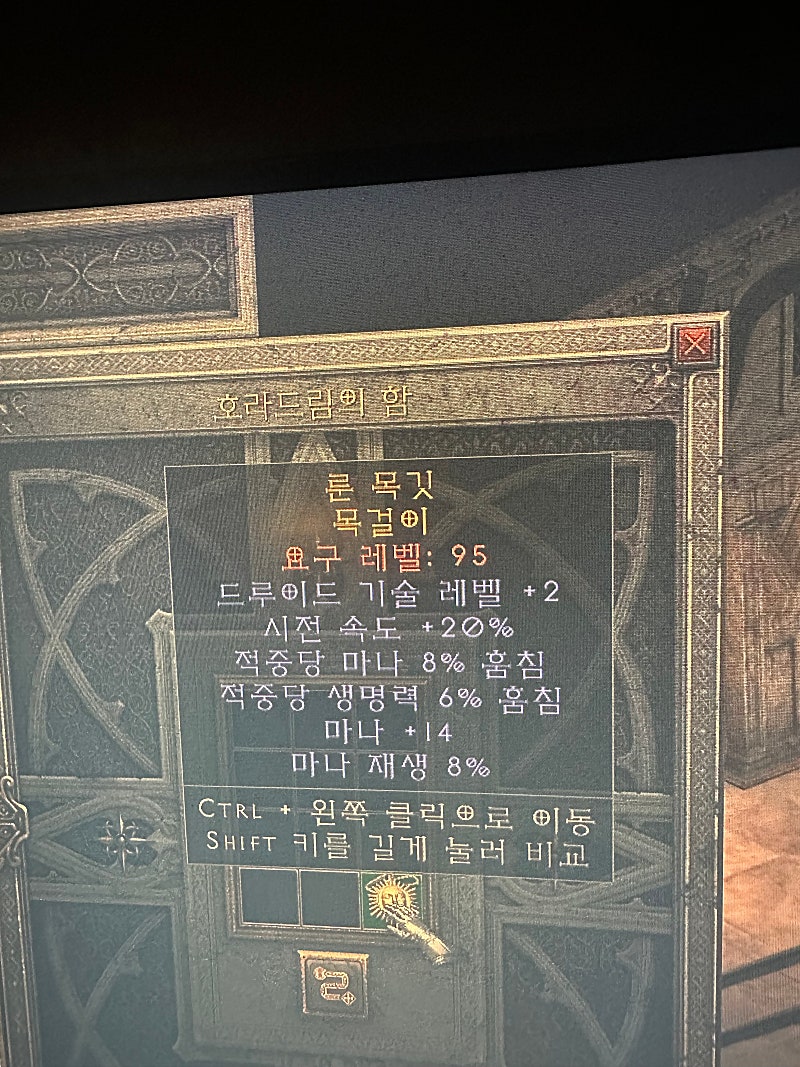 호라드림의 함
룬 목깃
목걸이
요구 레벨: 95
드루이드 기술 레벨 +2
시전 속도 +20%
적중당 마나 8% 훔침
적중당 생명력 6% 훔침
마나 +14
마나 재생 8%
CTRL + 왼쪽 클릭으로 이동
SHIFT 키를 길게 눌러 비교